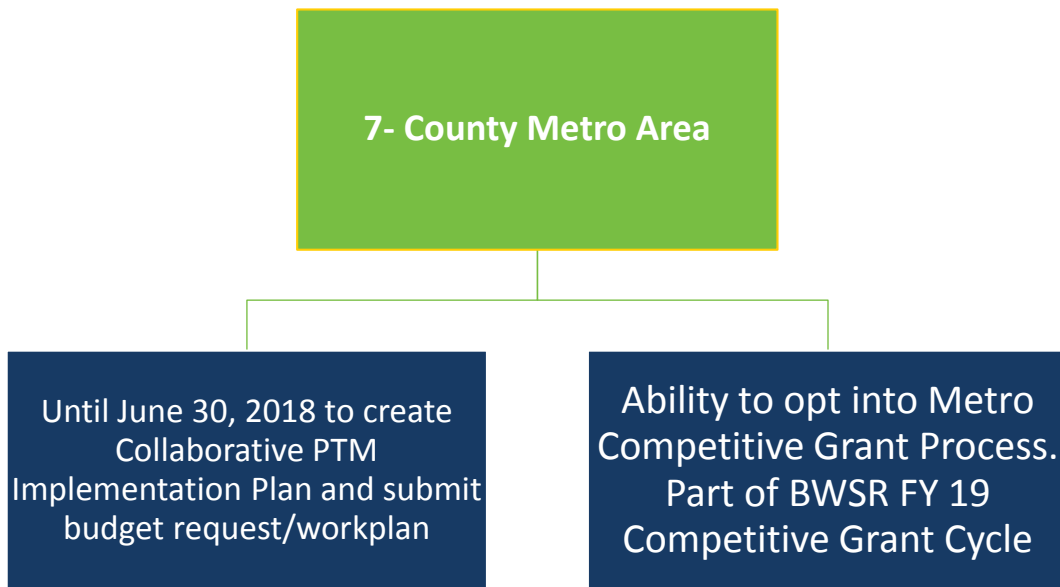 7- County Metro Area
Until June 30, 2018 to create
Collaborative PTM
Implementation Plan and submit
budget request/workplan
Ability to opt into Metro
Competitive Grant Process.
Part of BWSR FY 19
Competitive Grant Cycle